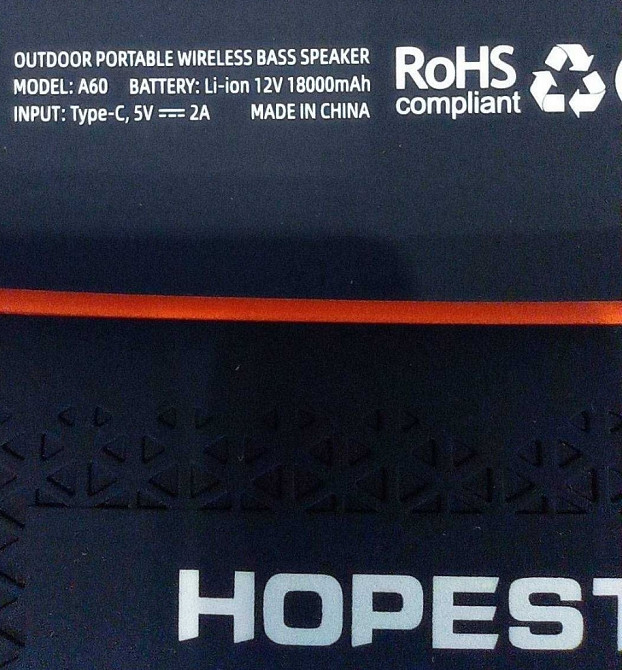 OUTDOOR PORTABLE WIRELESS BASS SPEAKER
MODEL: A60 BATTERY: Li-ion 12V 18000mAh
INPUT: Type-C, 5V ⎓ 2A MADE IN CHINA
RoHS
compliant
HOPEST